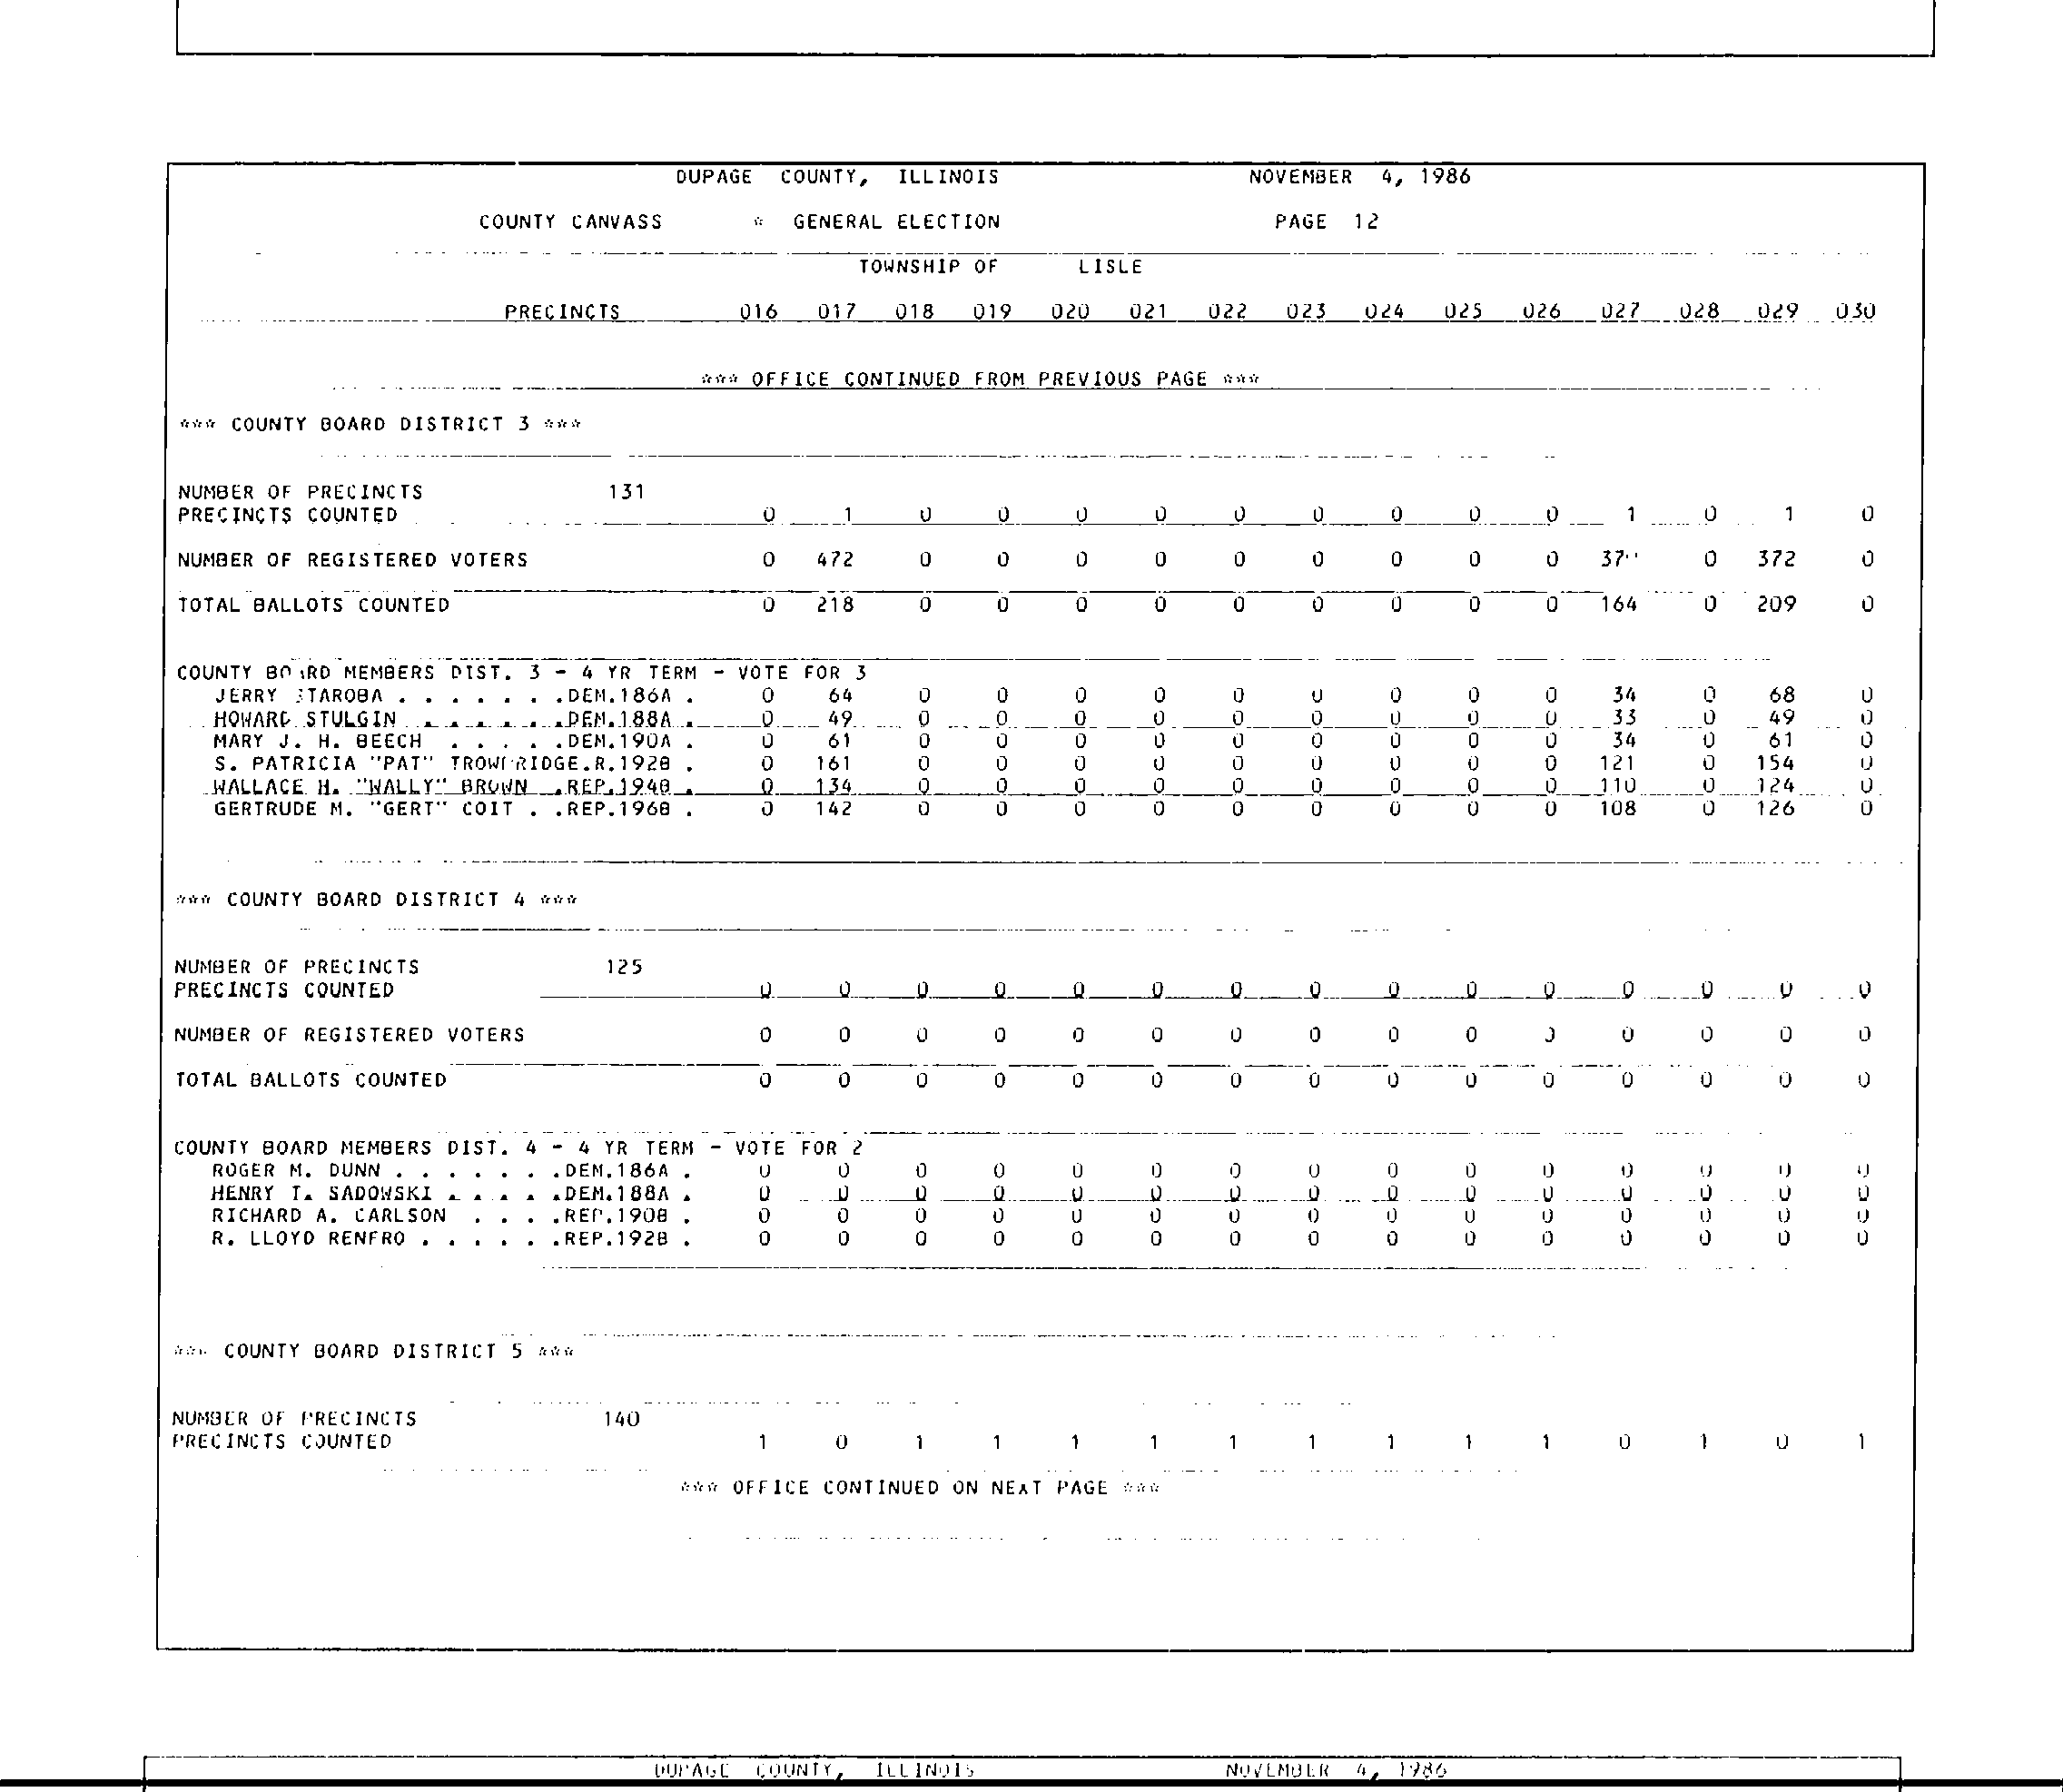 DUPAGE COUNTY, ILLINOIS NOVEMBER 4, 1986
COUNTY CANVASS * GENERAL ELECTION PAGE 12
TOWNSHIP OF LISLE
PRECINCTS 016 017 018 019 020 021 022 023 024 025 026 027 028 029 030
*** OFFICE CONTINUED FROM PREVIOUS PAGE ***
*** COUNTY BOARD DISTRICT 3 ***
NUMBER OF PRECINCTS 131
PRECINCTS COUNTED 0 1 0 0 0 0 0 0 0 0 0 1 0 1 0
NUMBER OF REGISTERED VOTERS 0 472 0 0 0 0 0 0 0 0 0 0 372 0
TOTAL BALLOTS COUNTED 0 218 0 0 0 0 0 0 0 0 0 164 0 209 0
COUNTY BOARD MEMBERS DIST. 3 - 4 YR TERM - VOTE FOR 3
JERRY STAROBA . . . . . . . .DEM.186A . 0 64 0 0 0 0 0 0 0 0 0 34 0 68 0
HOWARD STULGIN . . . . . . .DEM.188A . 0 49 0 0 0 0 0 0 0 0 0 33 0 49 0
MARY J. H. BEECH . . . . . .DEM.190A . 0 61 0 0 0 0 0 0 0 0 0 34 0 61 0
S. PATRICIA "PAT" TROWBRIDGE.R.192B . 0 161 0 0 0 0 0 0 0 0 0 121 0 154 0
WALLACE H. "WALLY" BROWN .REP.194B . 0 134 0 0 0 0 0 0 0 0 0 110 0 124 0
GERTRUDE M. "GERT" COIT . .REP.196B . 0 142 0 0 0 0 0 0 0 0 0 108 0 126 0
*** COUNTY BOARD DISTRICT 4 ***
NUMBER OF PRECINCTS 125
PRECINCTS COUNTED 0 0 0 0 0 0 0 0 0 0 0 0 0 0 0
NUMBER OF REGISTERED VOTERS 0 0 0 0 0 0 0 0 0 0 0 0 0 0 0
TOTAL BALLOTS COUNTED 0 0 0 0 0 0 0 0 0 0 0 0 0 0 0
COUNTY BOARD MEMBERS DIST. 4 - 4 YR TERM - VOTE FOR 2
ROGER M. DUNN . . . . . . . .DEM.186A . 0 0 0 0 0 0 0 0 0 0 0 0 0 0 0
HENRY T. SADOWSKI . . . . . .DEM.188A . 0 0 0 0 0 0 0 0 0 0 0 0 0 0 0
RICHARD A. CARLSON . . . . .REP.190B . 0 0 0 0 0 0 0 0 0 0 0 0 0 0 0
R. LLOYD RENFRO . . . . . . .REP.192B . 0 0 0 0 0 0 0 0 0 0 0 0 0 0 0
*** COUNTY BOARD DISTRICT 5 ***
NUMBER OF PRECINCTS 140
PRECINCTS COUNTED 1 0 1 1 1 1 1 1 1 1 1 0 1 0 1
*** OFFICE CONTINUED ON NEXT PAGE ***
DUPAGE COUNTY, ILLINOIS NOVEMBER 4, 1986